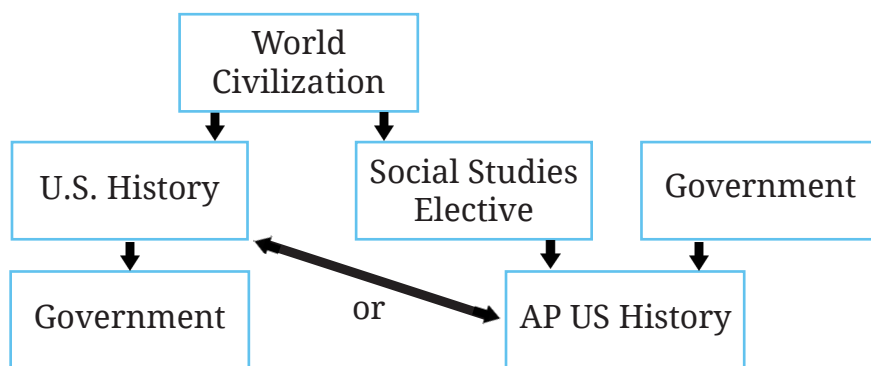 World
Civilization
U.S. History
Social Studies
Elective
Government
Government
or
AP US History